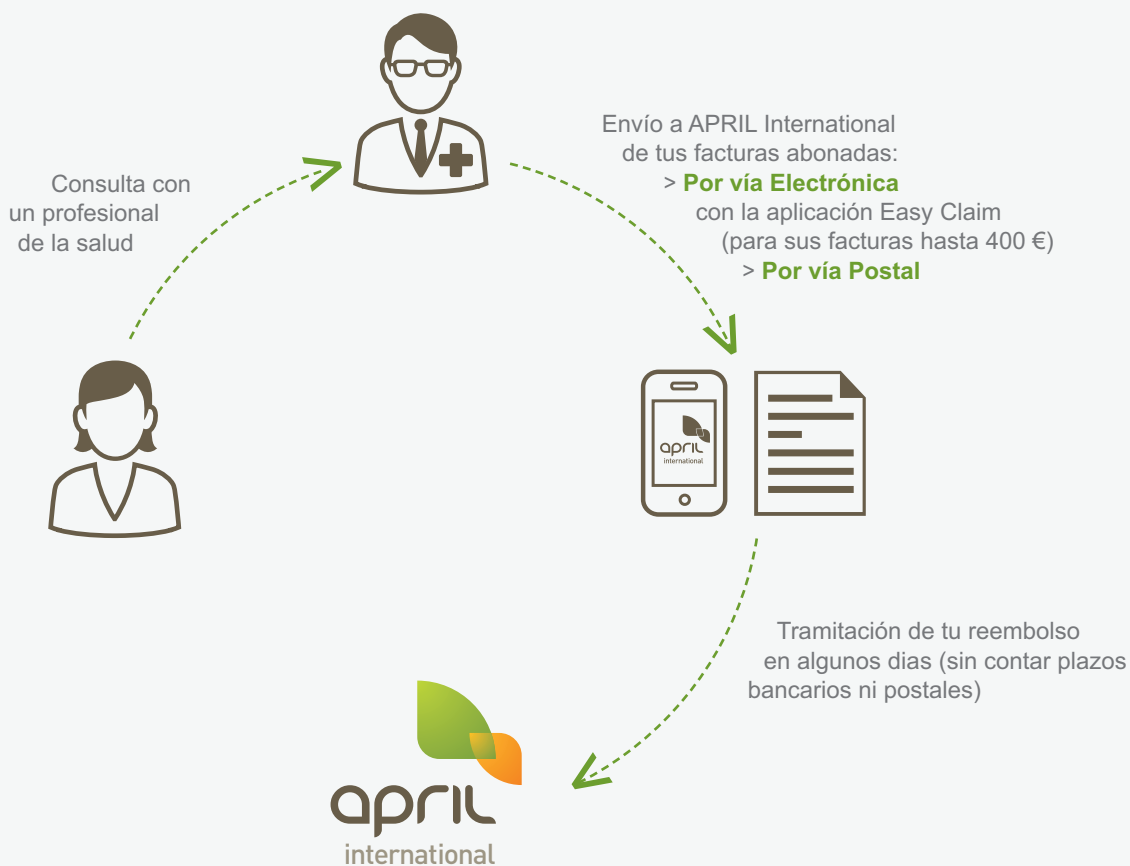 Consulta con
un profesional
de la salud
Envío a APRIL International
de tus facturas abonadas:
> Por vía Electrónica
con la aplicación Easy Claim
(para sus facturas hasta 400 €)
> Por vía Postal
april
international
Tramitación de tu reembolso
en algunos dias (sin contar plazos
bancarios ni postales)
april
international